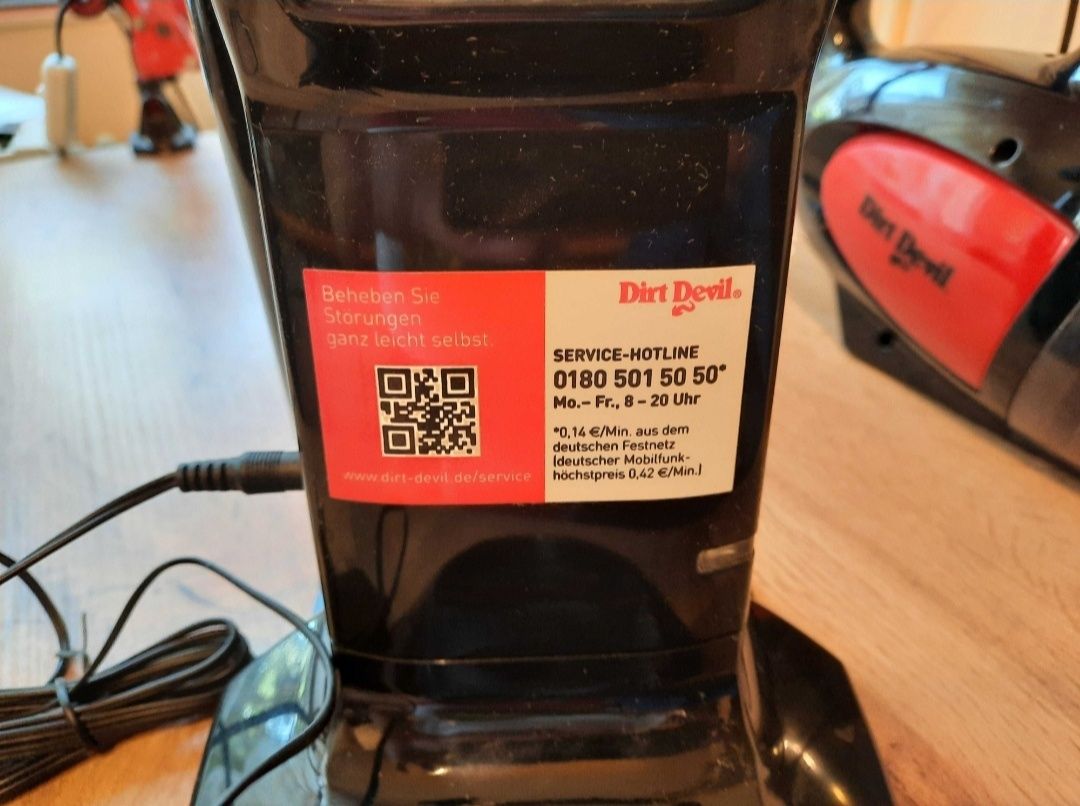 Beheben Sie
Störungen
ganz leicht selbst.
www.dirt-devil.de/service
Dirt Devil®
SERVICE-HOTLINE
0180 501 50 50*
Mo.– Fr., 8 – 20 Uhr
*0,14 €/Min. aus dem
deutschen Festnetz
(deutscher Mobilfunk-
höchstpreis 0,42 €/Min.)
Dirt Devil